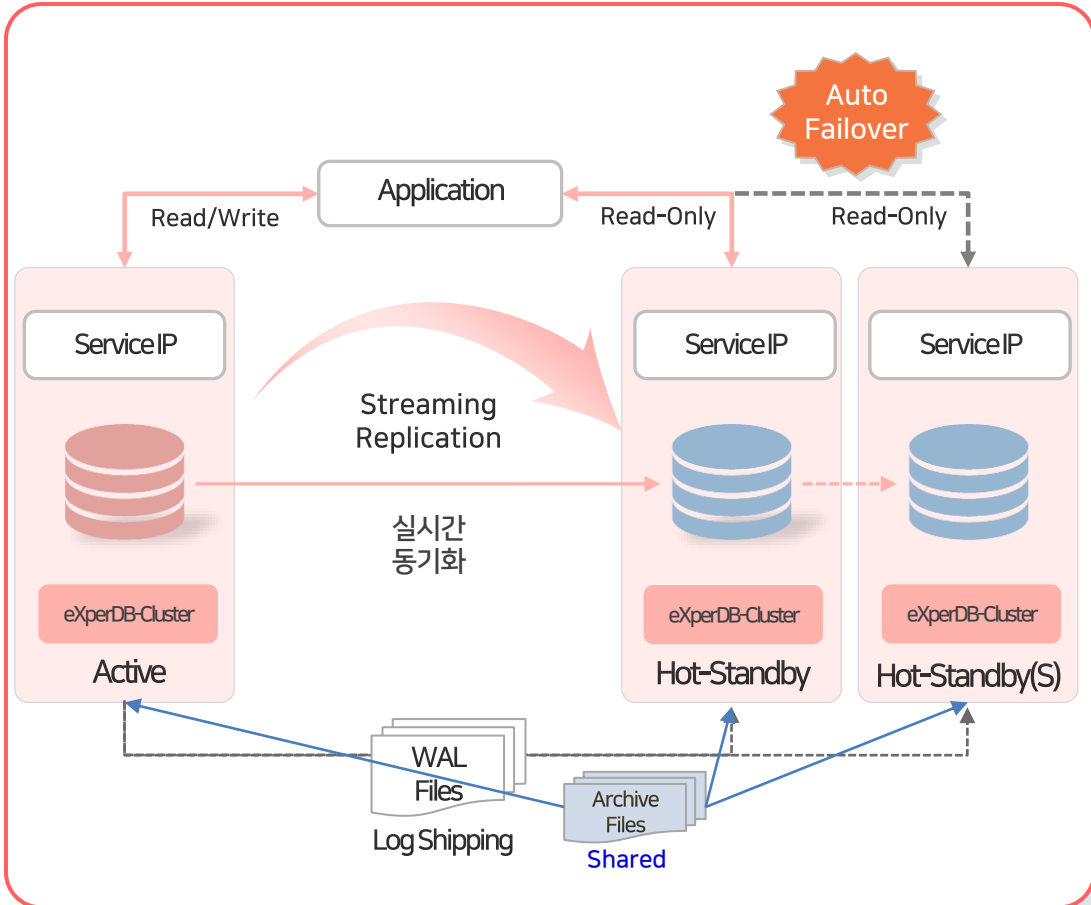 Auto
Failover
Application
Read/Write
Read-Only
Read-Only
Service IP
Service IP
Service IP
Streaming
Replication
실시간
동기화
eXperDB-Cluster
eXperDB-Cluster
eXperDB-Cluster
Active
Hot-Standby
Hot-Standby(S)
WAL
Files
Log Shipping
Archive
Files
Shared